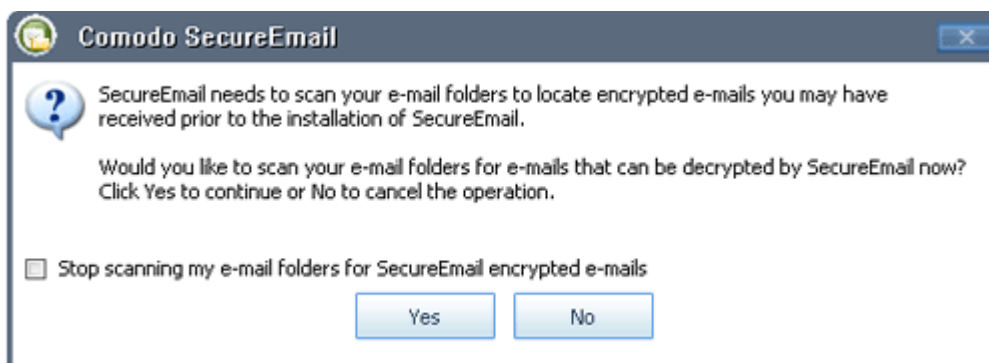 Comodo SecureEmail
SecureEmail needs to scan your e-mail folders to locate encrypted e-mails you may have
received prior to the installation of SecureEmail.
Would you like to scan your e-mail folders for e-mails that can be decrypted by SecureEmail now?
Click Yes to continue or No to cancel the operation.
Stop scanning my e-mail folders for SecureEmail encrypted e-mails
Yes
No